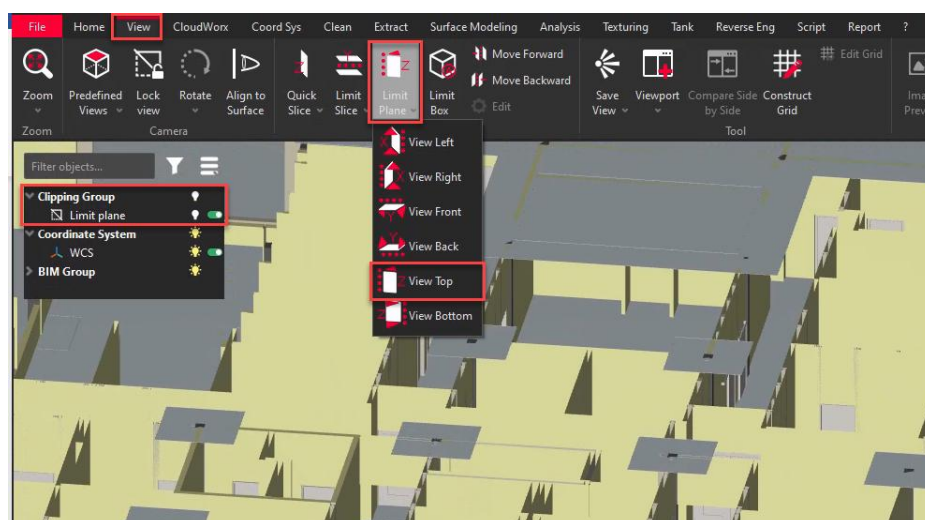 File Home View CloudWorx Coord Sys Clean Extract Surface Modeling Analysis Texturing Tank Reverse Eng Script Report ?
Zoom
Predefined Views
Lock view
Rotate
Align to Surface
Quick Slice
Limit Slice
Limit Plane
Limit Box
Move Forward
Move Backward
Edit
Save View
Viewport
Compare Side by Side
Construct Grid
Edit Grid
Zoom
Camera
Tool
Filter objects...
Clipping Group
Limit plane
Coordinate System
WCS
BIM Group
View Left
View Right
View Front
View Back
View Top
View Bottom